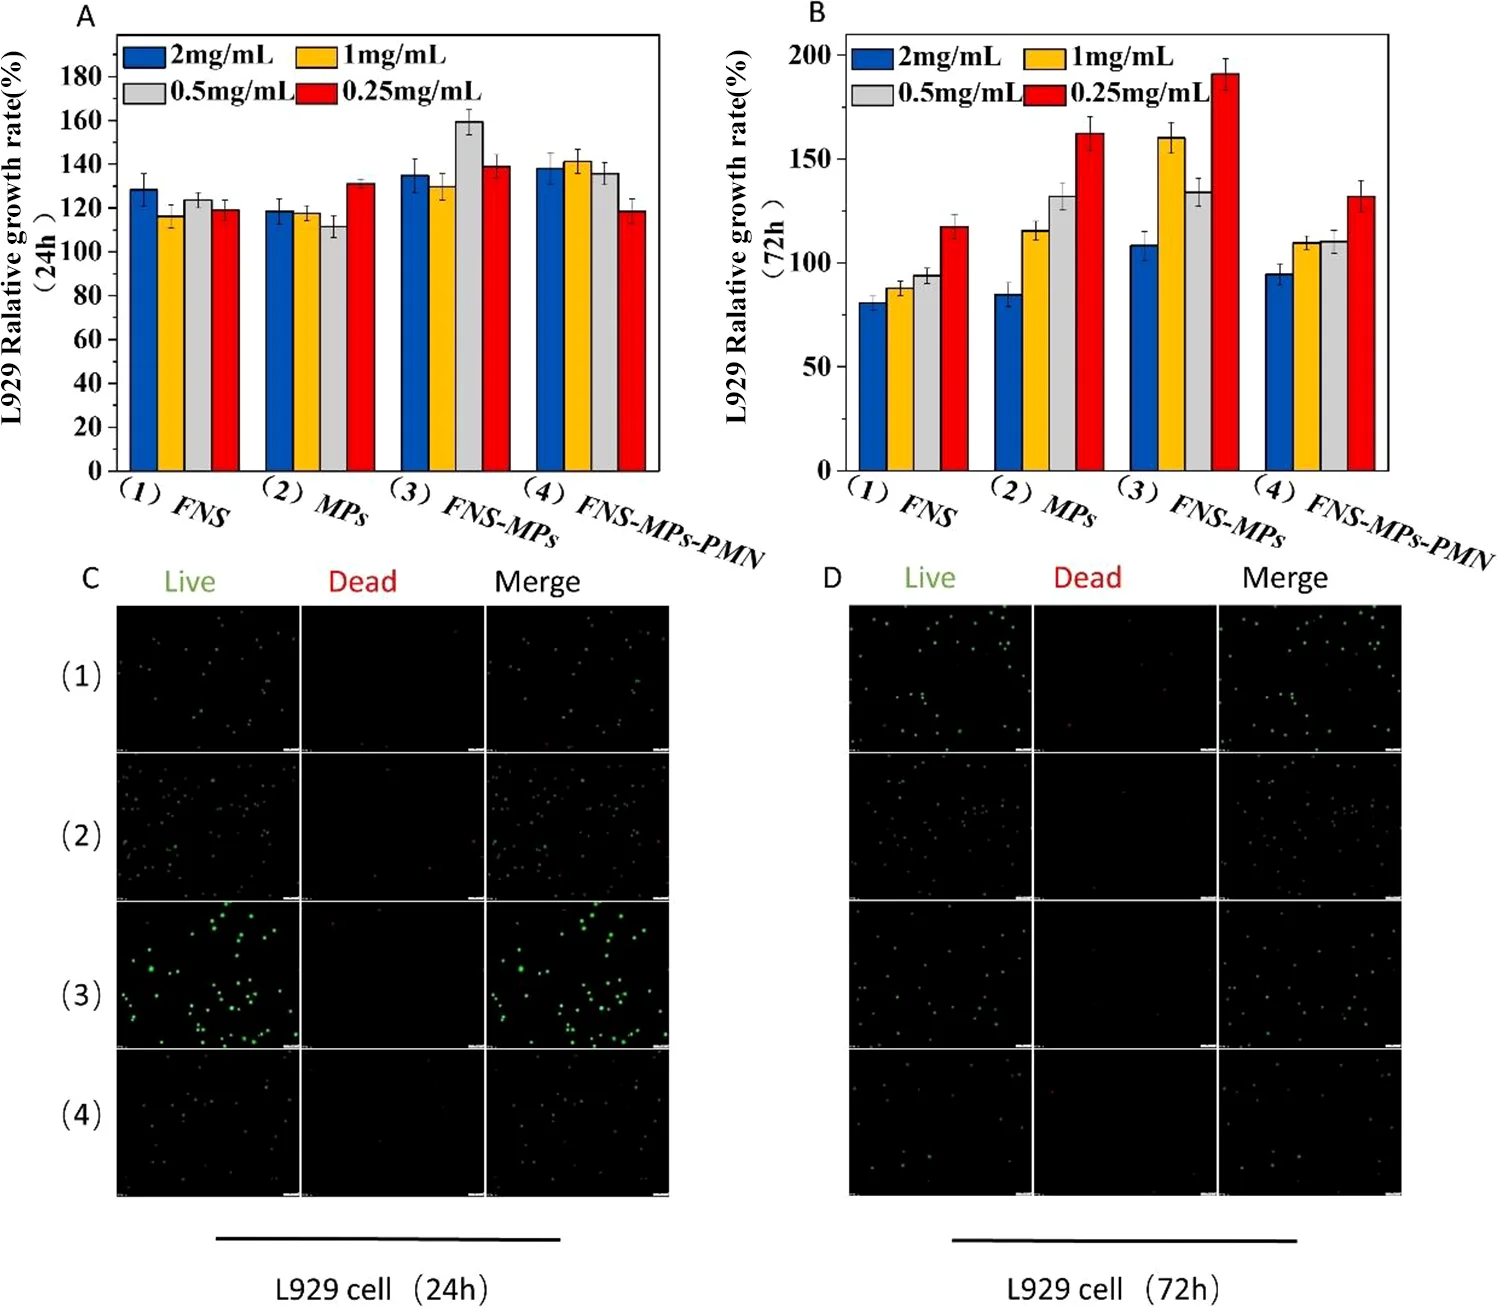 A
L929 Ralative growth rate(%)
（24h ）
2mg/mL 1mg/mL
0.5mg/mL 0.25mg/mL
180
160
140
120
100
80
60
40
20
0
（1）FNS
（2）MPs
（3）FNS-MPs
（4）FNS-MPs-PMN
B
L929 Ralative growth rate(%)
（72h ）
2mg/mL 1mg/mL
0.5mg/mL 0.25mg/mL
200
150
100
50
0
（1）FNS
（2）MPs
（3）FNS-MPs
（4）FNS-MPs-PMN
C Live Dead Merge
（1）
（2）
（3）
（4）
L929 cell （24h）
D Live Dead Merge
L929 cell （72h）